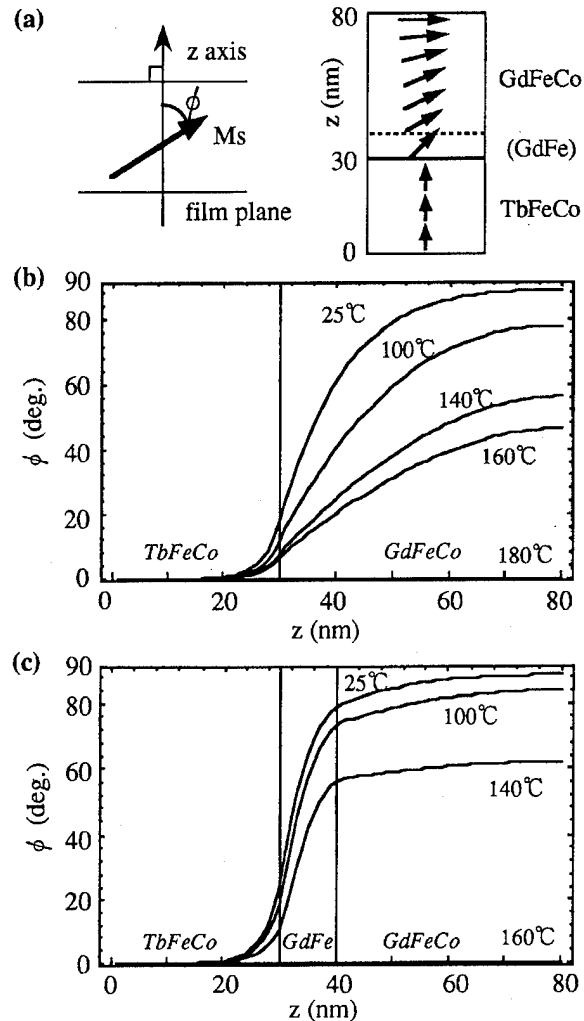 (a)
z axis
ϕ
Ms
film plane
z (nm)
80
30
0
GdFeCo
(GdFe)
TbFeCo
(b)
ϕ (deg.)
90
80
60
40
20
0
25℃
100℃
140℃
160℃
180℃
TbFeCo
GdFeCo
0 20 40 60 80
z (nm)
(c)
ϕ (deg.)
90
80
60
40
20
0
25℃
100℃
140℃
160℃
TbFeCo
GdFe
GdFeCo
0 20 40 60 80
z (nm)